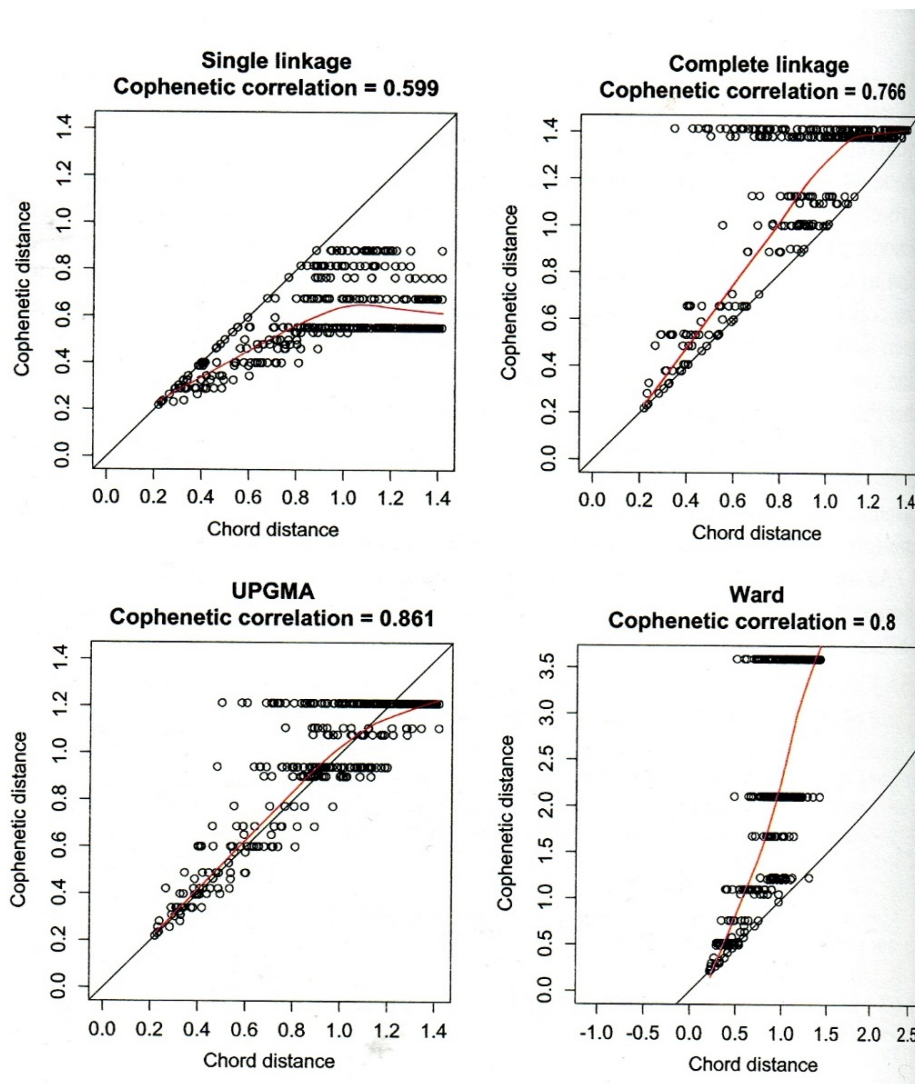 Single linkage
Cophenetic correlation = 0.599
Cophenetic distance
1.4
1.2
1.0
0.8
0.6
0.4
0.2
0.0
0.0 0.2 0.4 0.6 0.8 1.0 1.2 1.4
Chord distance
Complete linkage
Cophenetic correlation = 0.766
Cophenetic distance
1.4
1.2
1.0
0.8
0.6
0.4
0.2
0.0
0.0 0.2 0.4 0.6 0.8 1.0 1.2 1.4
Chord distance
UPGMA
Cophenetic correlation = 0.861
Cophenetic distance
1.4
1.2
1.0
0.8
0.6
0.4
0.2
0.0
0.0 0.2 0.4 0.6 0.8 1.0 1.2 1.4
Chord distance
Ward
Cophenetic correlation = 0.8
Cophenetic distance
3.5
3.0
2.5
2.0
1.5
1.0
0.5
0.0
-1.0 -0.5 0.0 0.5 1.0 1.5 2.0 2.5
Chord distance